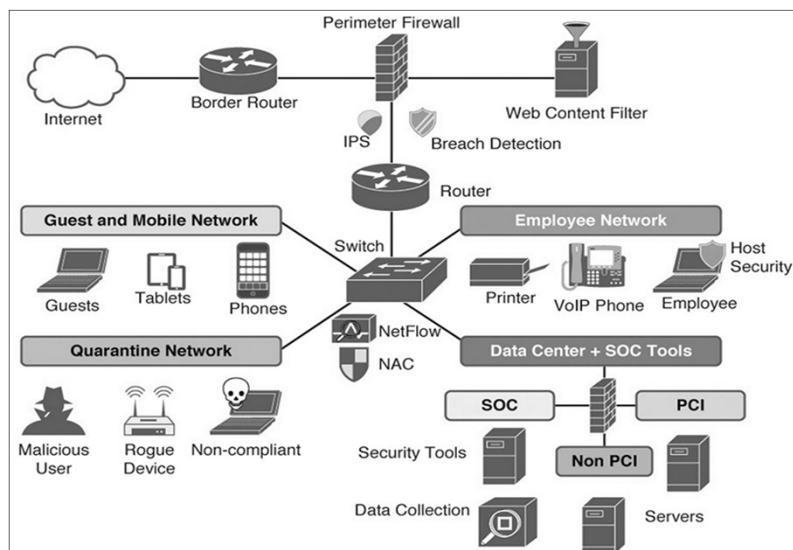 Perimeter Firewall
Internet
Border Router
Web Content Filter
IPS
Breach Detection
Router
Guest and Mobile Network
Employee Network
Switch
Host
Security
Guests
Tablets
Phones
Printer
VoIP Phone
Employee
NetFlow
Quarantine Network
Data Center + SOC Tools
NAC
SOC
PCI
Malicious
User
Rogue
Device
Non-compliant
Security Tools
Non PCI
Data Collection
Servers